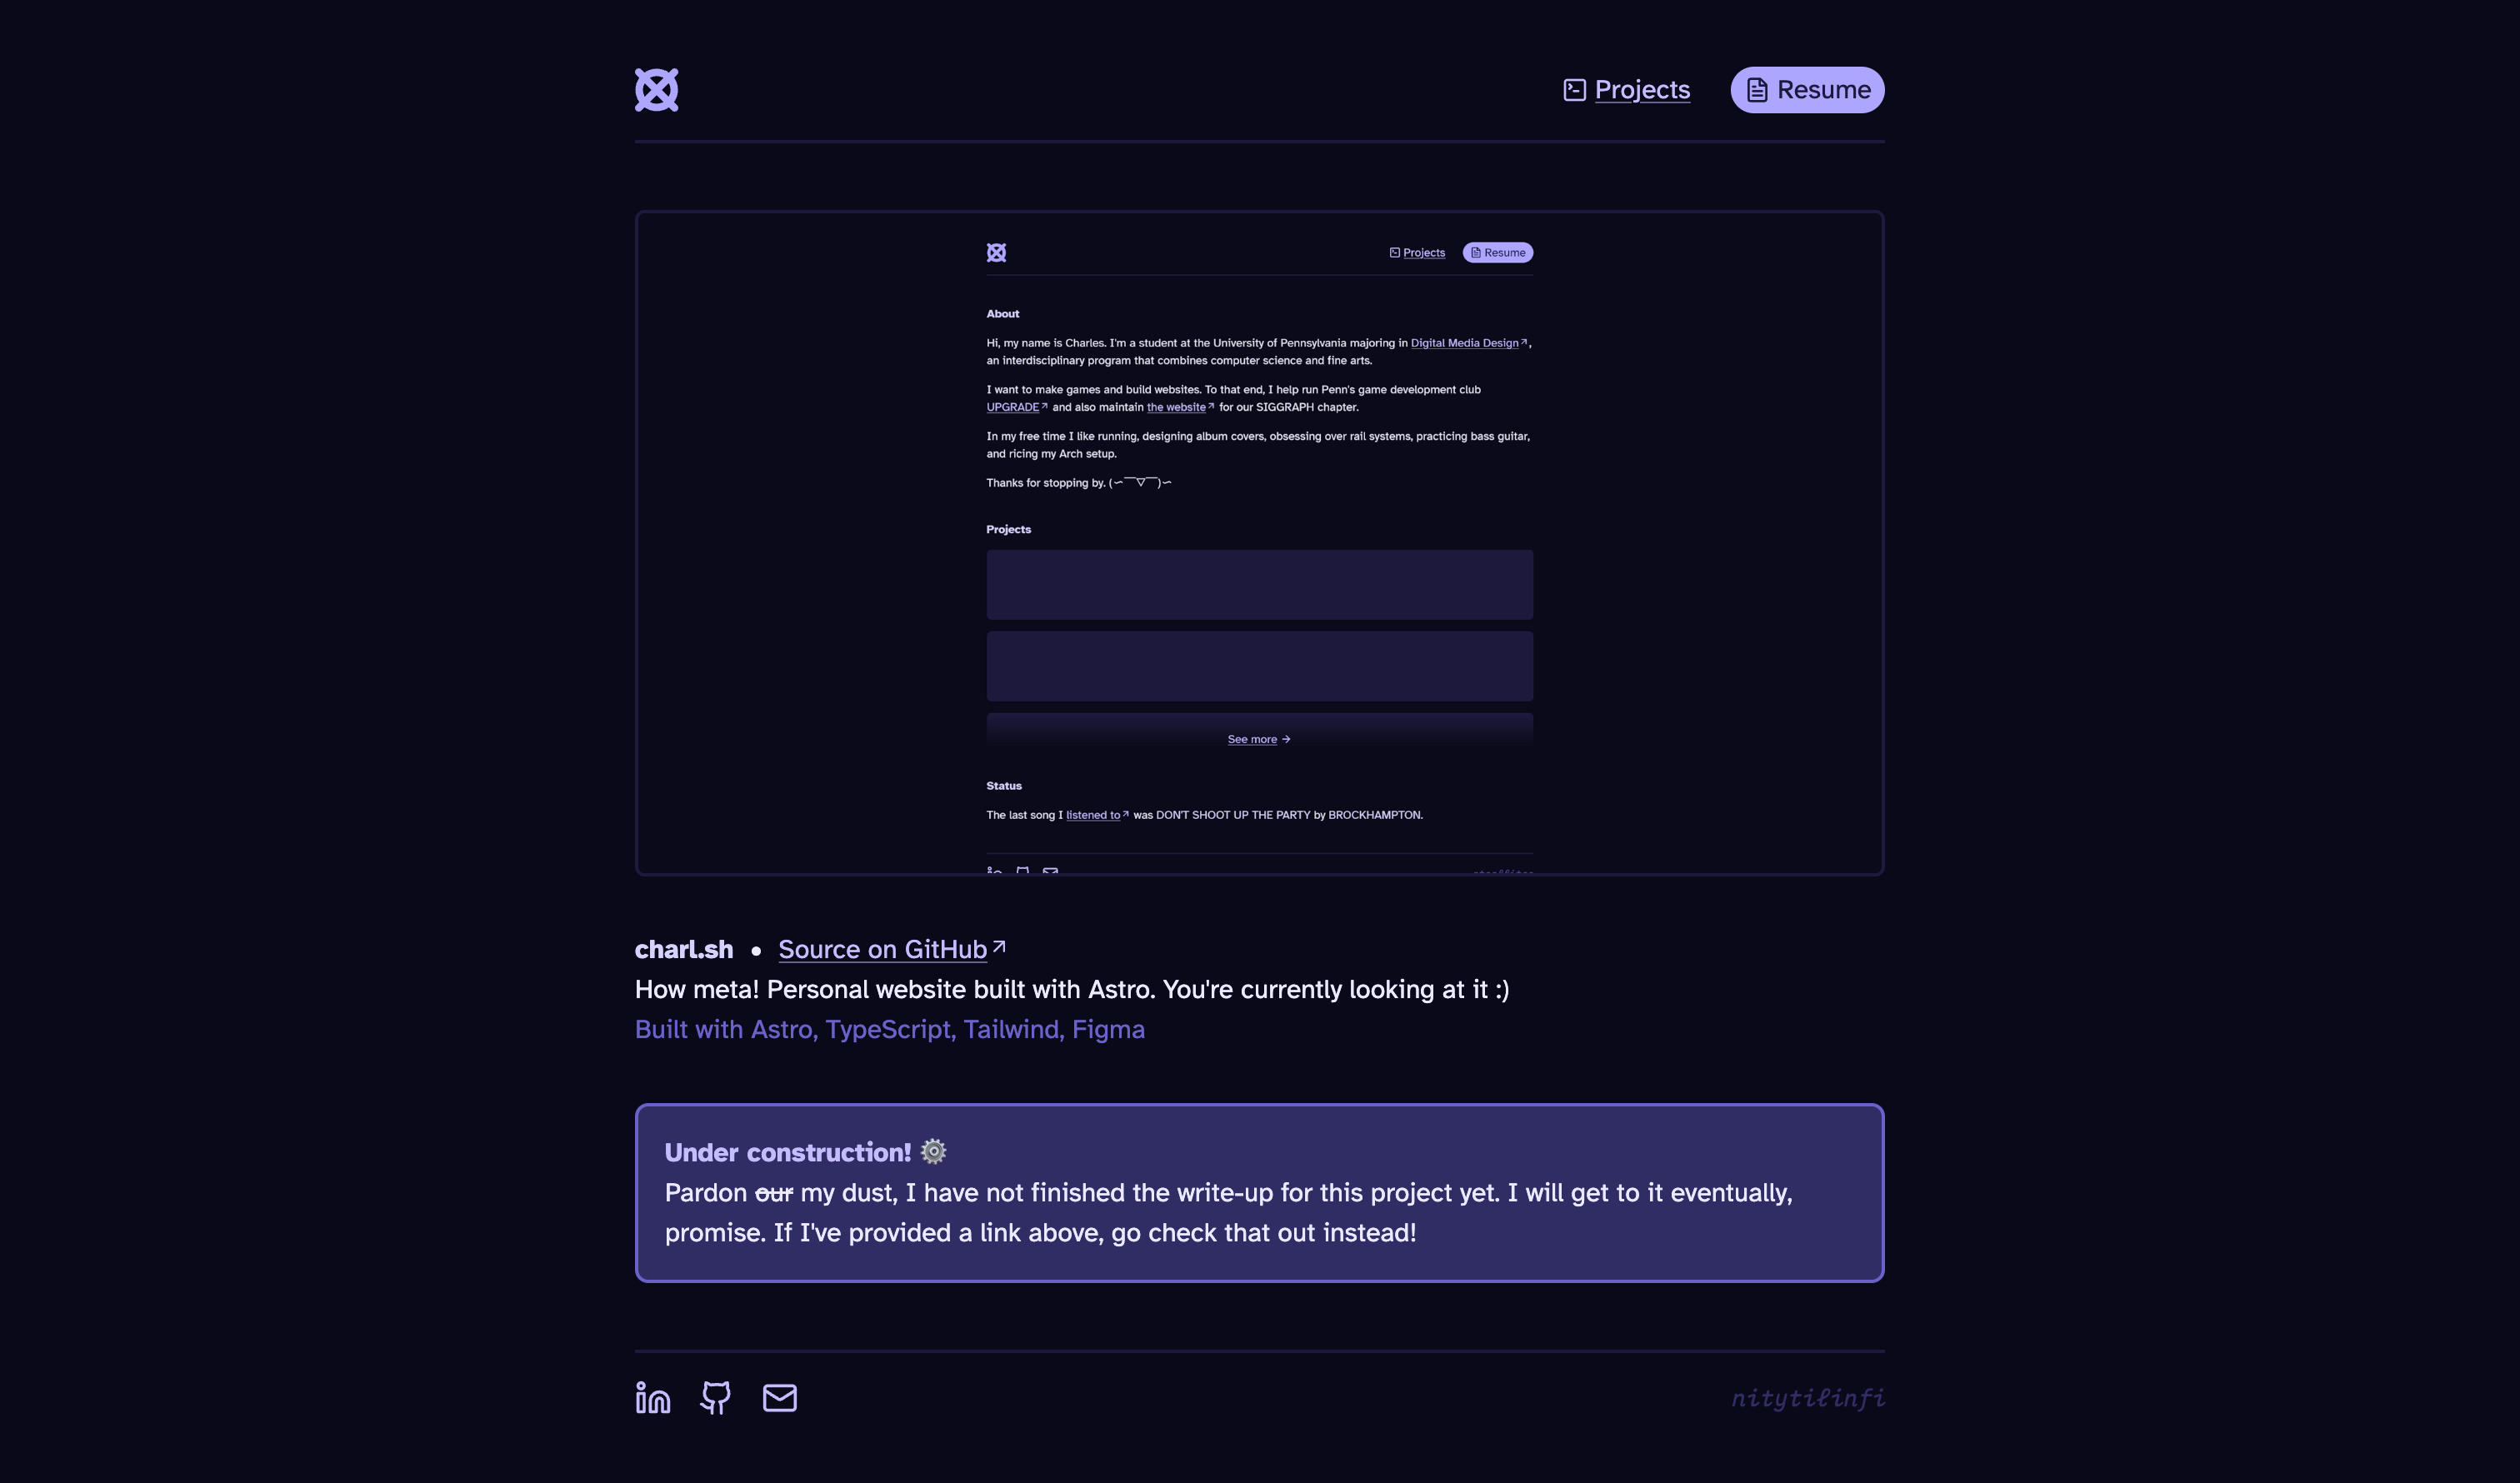 Projects Resume
Projects Resume
About
Hi, my name is Charles. I'm a student at the University of Pennsylvania majoring in Digital Media Design↗,
an interdisciplinary program that combines computer science and fine arts.
I want to make games and build websites. To that end, I help run Penn's game development club
UPGRADE↗ and also maintain the website↗ for our SIGGRAPH chapter.
In my free time I like running, designing album covers, obsessing over rail systems, practicing bass guitar,
and ricing my Arch setup.
Thanks for stopping by. (∽¯▽¯)∽
Projects
See more →
Status
The last song I listened to↗ was DON'T SHOOT UP THE PARTY by BROCKHAMPTON.
charl.sh • Source on GitHub↗
How meta! Personal website built with Astro. You're currently looking at it :)
Built with Astro, TypeScript, Tailwind, Figma
Under construction! ⚙️
Pardon our my dust, I have not finished the write-up for this project yet. I will get to it eventually,
promise. If I've provided a link above, go check that out instead!
nitytilinfi